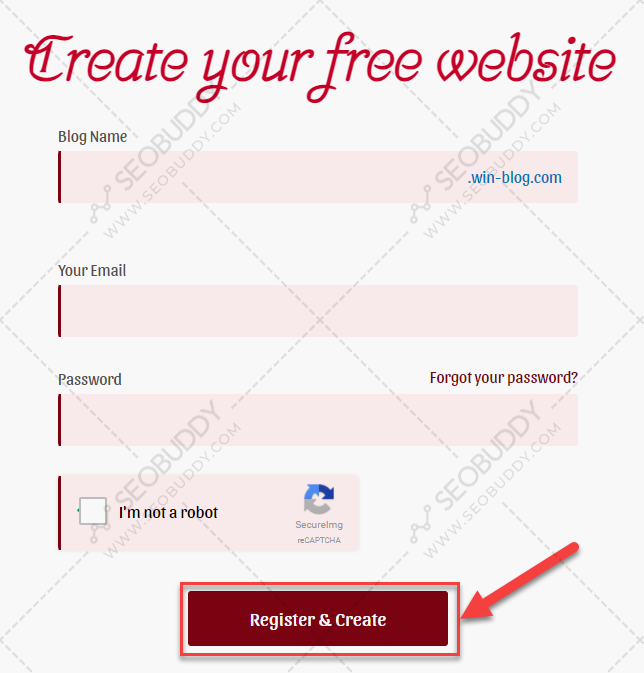 Create your free website
Blog Name
.win-blog.com
SEOBUDDY
WWW.SEOBUDDY.COM
SEOBUDDY
WWW.SEOBUDDY.COM
Your Email
Password
Forgot your password?
SEOBUDDY
WWW.SEOBUDDY.COM
SEOBUDDY
WWW.SEOBUDDY.COM
I'm not a robot
SecureImg
reCAPTCHA
Register & Create